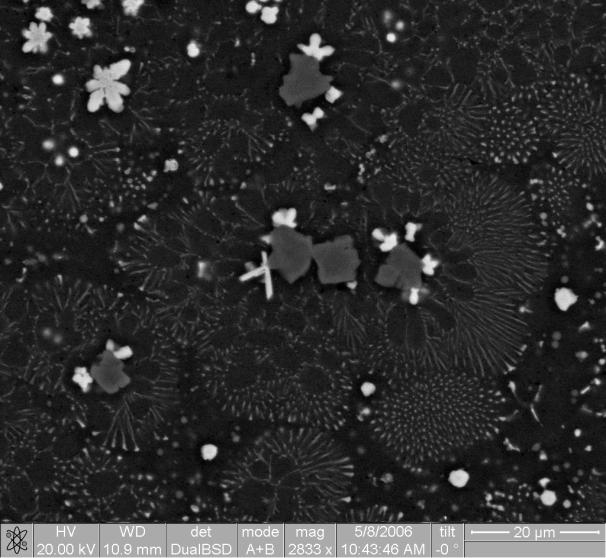 HV WD det mode mag 5/8/2006 tilt 20 µm
20.00 kV 10.9 mm DualBSD A+B 2833 x 10:43:46 AM -0 °